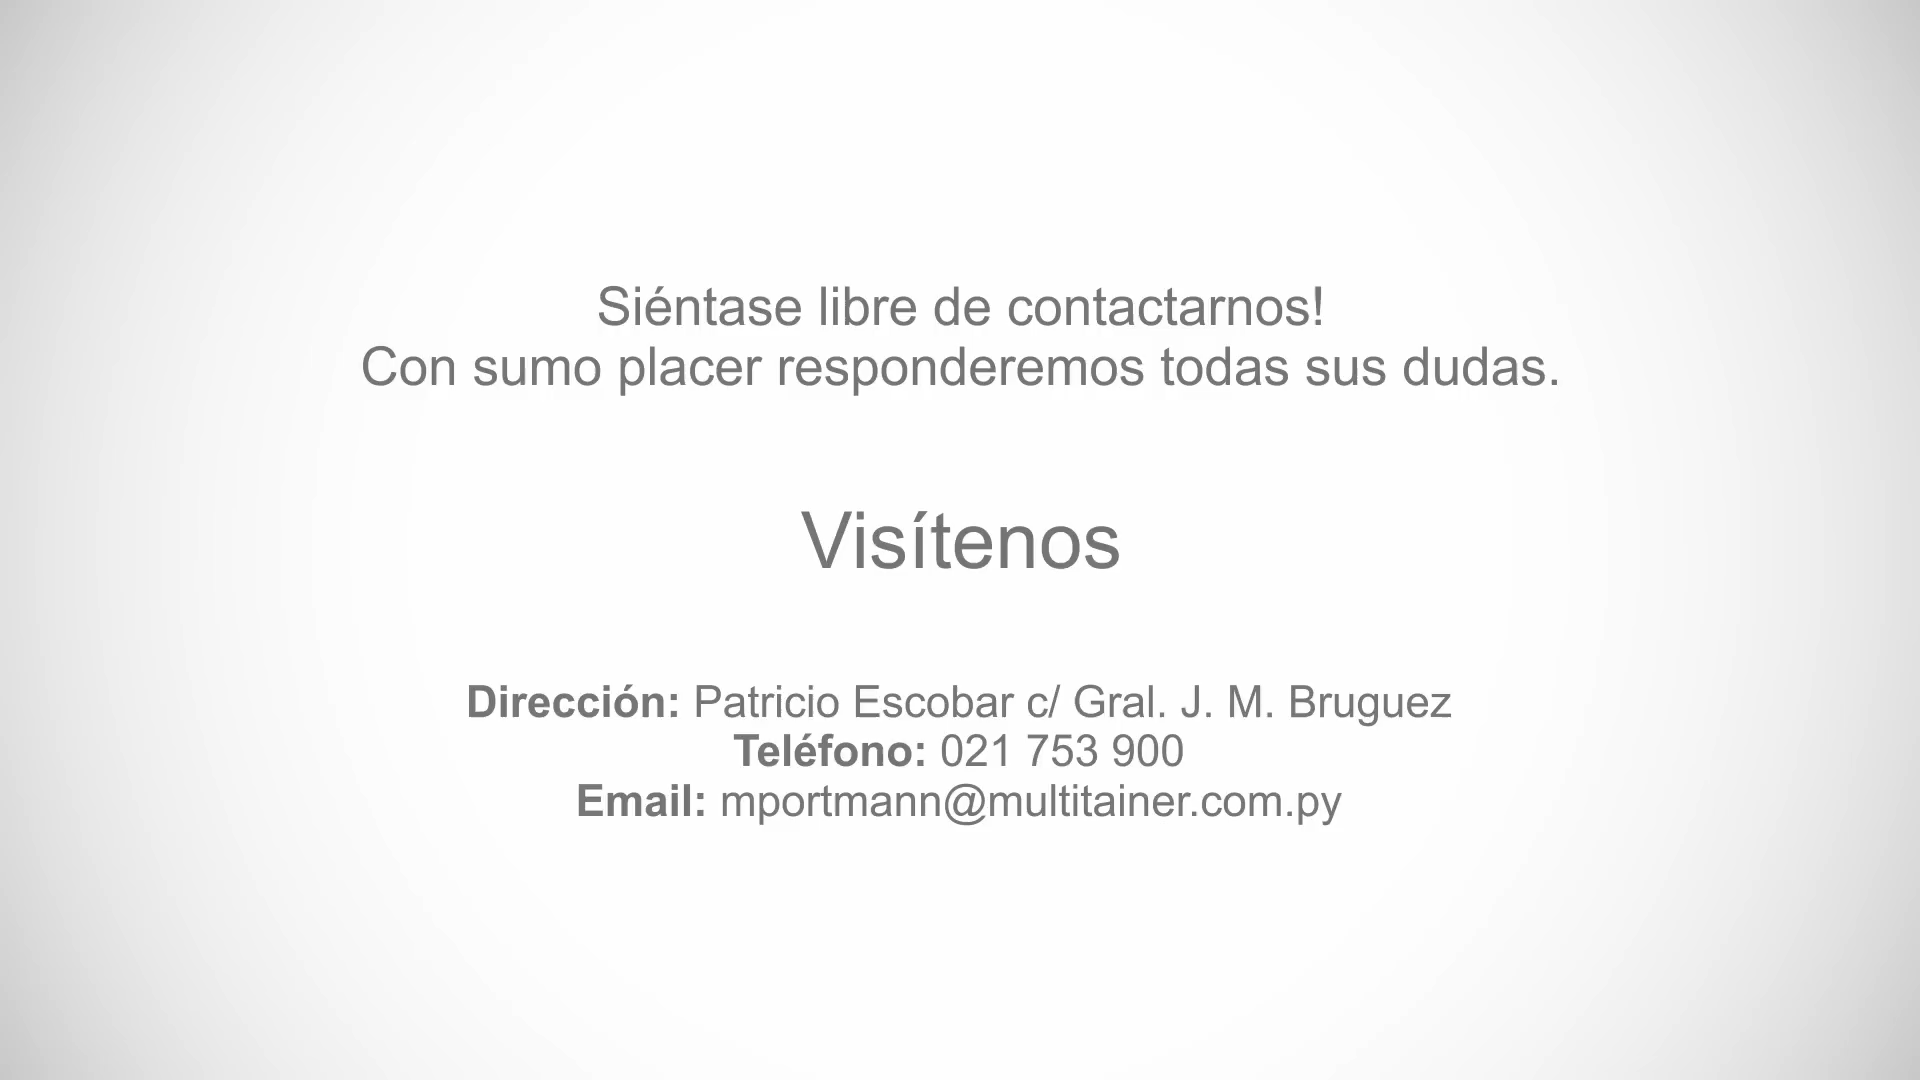 Siéntase libre de contactarnos!
Con sumo placer responderemos todas sus dudas.
Visítenos
Dirección: Patricio Escobar c/ Gral. J. M. Bruguez
Teléfono: 021 753 900
Email: mportmann@multitainer.com.py